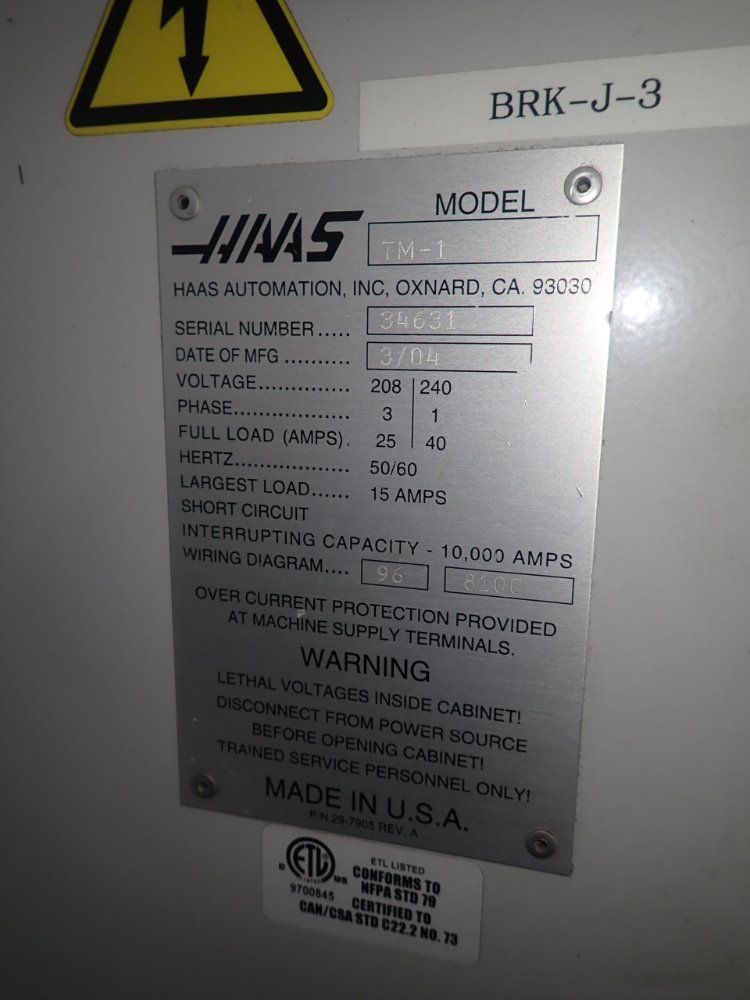 BRK-J-3
HAAS
MODEL
TM-1
HAAS AUTOMATION, INC, OXNARD, CA. 93030
SERIAL NUMBER..... 34631
DATE OF MFG .......... 3/04
VOLTAGE.............. 208 | 240
PHASE.................. 3 | 1
FULL LOAD (AMPS). 25 | 40
HERTZ.................. 50/60
LARGEST LOAD...... 15 AMPS
SHORT CIRCUIT
INTERRUPTING CAPACITY - 10,000 AMPS
WIRING DIAGRAM.... 96 8100
OVER CURRENT PROTECTION PROVIDED
AT MACHINE SUPPLY TERMINALS.
WARNING
LETHAL VOLTAGES INSIDE CABINET!
DISCONNECT FROM POWER SOURCE
BEFORE OPENING CABINET!
TRAINED SERVICE PERSONNEL ONLY!
MADE IN U.S.A.
P/N 29-7905 REV. A
c ETL us
ETL LISTED
CONFORMS TO
NFPA STD 79
9700845 CERTIFIED TO
CAN/CSA STD C22.2 NO. 73